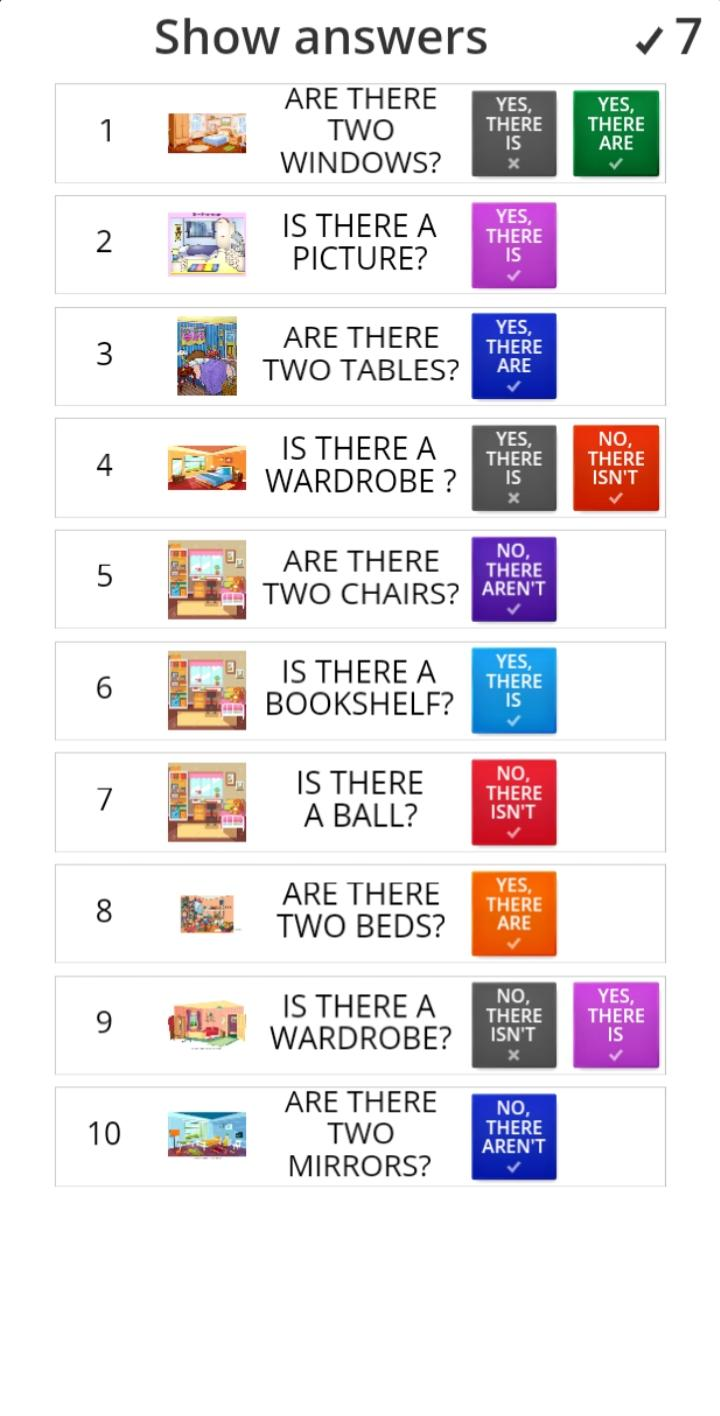 Show answers ✓ 7
1
ARE THERE
TWO
WINDOWS?
YES,
THERE
IS
✕
YES,
THERE
ARE
✓
2
IS THERE A
PICTURE?
YES,
THERE
IS
✓
3
ARE THERE
TWO TABLES?
YES,
THERE
ARE
✓
4
IS THERE A
WARDROBE ?
YES,
THERE
IS
✕
NO,
THERE
ISN'T
✓
5
ARE THERE
TWO CHAIRS?
NO,
THERE
AREN'T
✓
6
IS THERE A
BOOKSHELF?
YES,
THERE
IS
✓
7
IS THERE
A BALL?
NO,
THERE
ISN'T
✓
8
ARE THERE
TWO BEDS?
YES,
THERE
ARE
✓
9
IS THERE A
WARDROBE?
NO,
THERE
ISN'T
✕
YES,
THERE
IS
✓
10
ARE THERE
TWO
MIRRORS?
NO,
THERE
AREN'T
✓